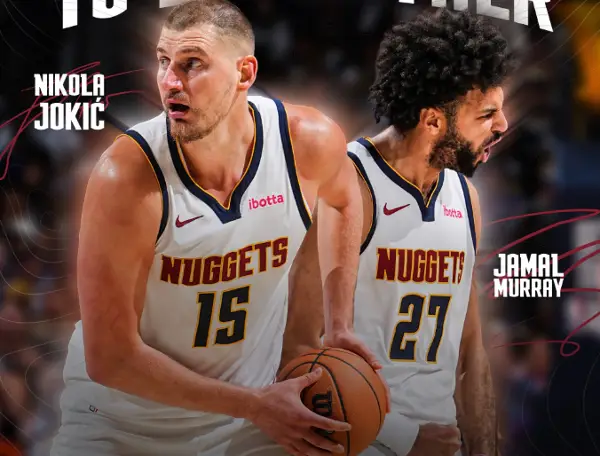 NIKOLA
JOKIĆ
ibotta
NUGGETS
15
ibotta
NUGGETS
27
JAMAL
MURRAY